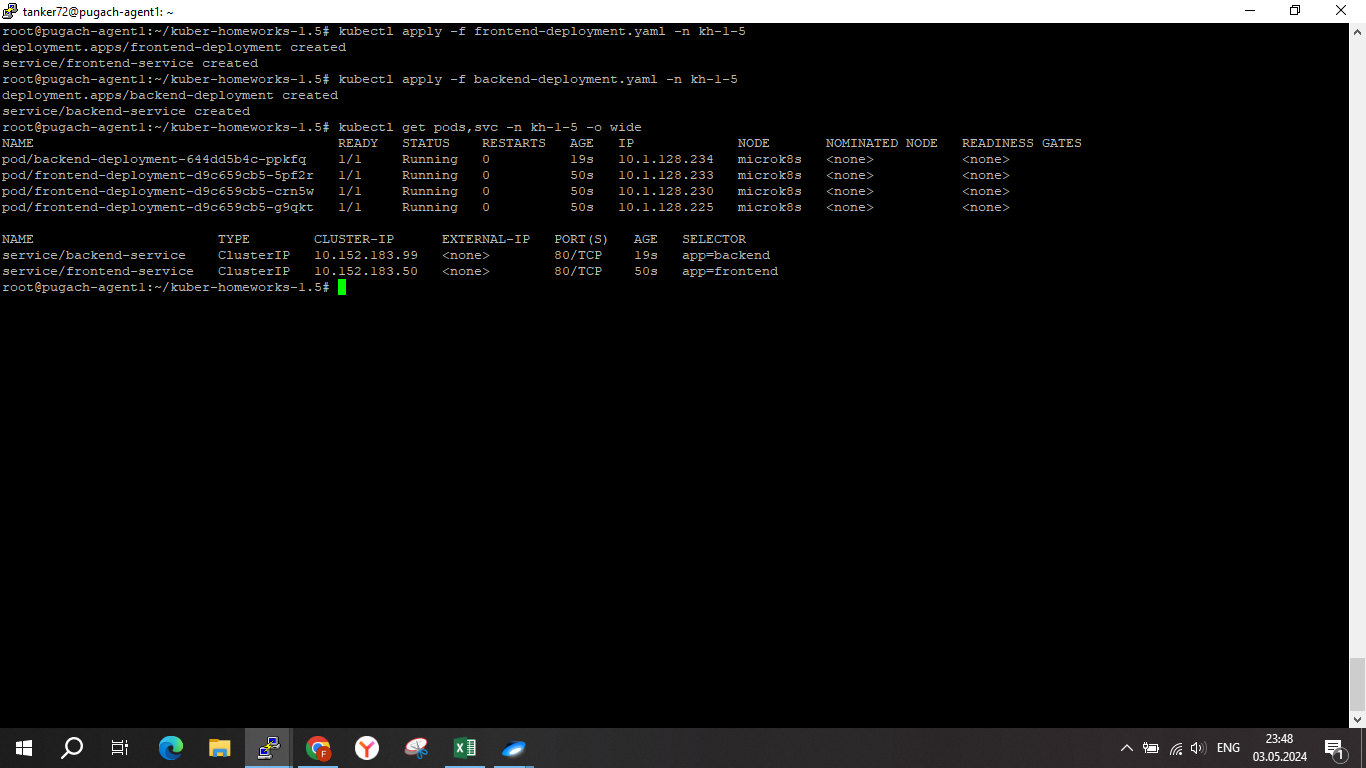 tanker72@pugach-agent1: ~
root@pugach-agent1:~/kuber-homeworks-1.5# kubectl apply -f frontend-deployment.yaml -n kh-1-5
deployment.apps/frontend-deployment created
service/frontend-service created
root@pugach-agent1:~/kuber-homeworks-1.5# kubectl apply -f backend-deployment.yaml -n kh-1-5
deployment.apps/backend-deployment created
service/backend-service created
root@pugach-agent1:~/kuber-homeworks-1.5# kubectl get pods,svc -n kh-1-5 -o wide
NAME READY STATUS RESTARTS AGE IP NODE NOMINATED NODE READINESS GATES
pod/backend-deployment-644dd5b4c-ppkfq 1/1 Running 0 19s 10.1.128.234 microk8s <none> <none>
pod/frontend-deployment-d9c659cb5-5pf2r 1/1 Running 0 50s 10.1.128.233 microk8s <none> <none>
pod/frontend-deployment-d9c659cb5-crn5w 1/1 Running 0 50s 10.1.128.230 microk8s <none> <none>
pod/frontend-deployment-d9c659cb5-g9qkt 1/1 Running 0 50s 10.1.128.225 microk8s <none> <none>
NAME TYPE CLUSTER-IP EXTERNAL-IP PORT(S) AGE SELECTOR
service/backend-service ClusterIP 10.152.183.99 <none> 80/TCP 19s app=backend
service/frontend-service ClusterIP 10.152.183.50 <none> 80/TCP 50s app=frontend
root@pugach-agent1:~/kuber-homeworks-1.5#
ENG
23:48
03.05.2024
1